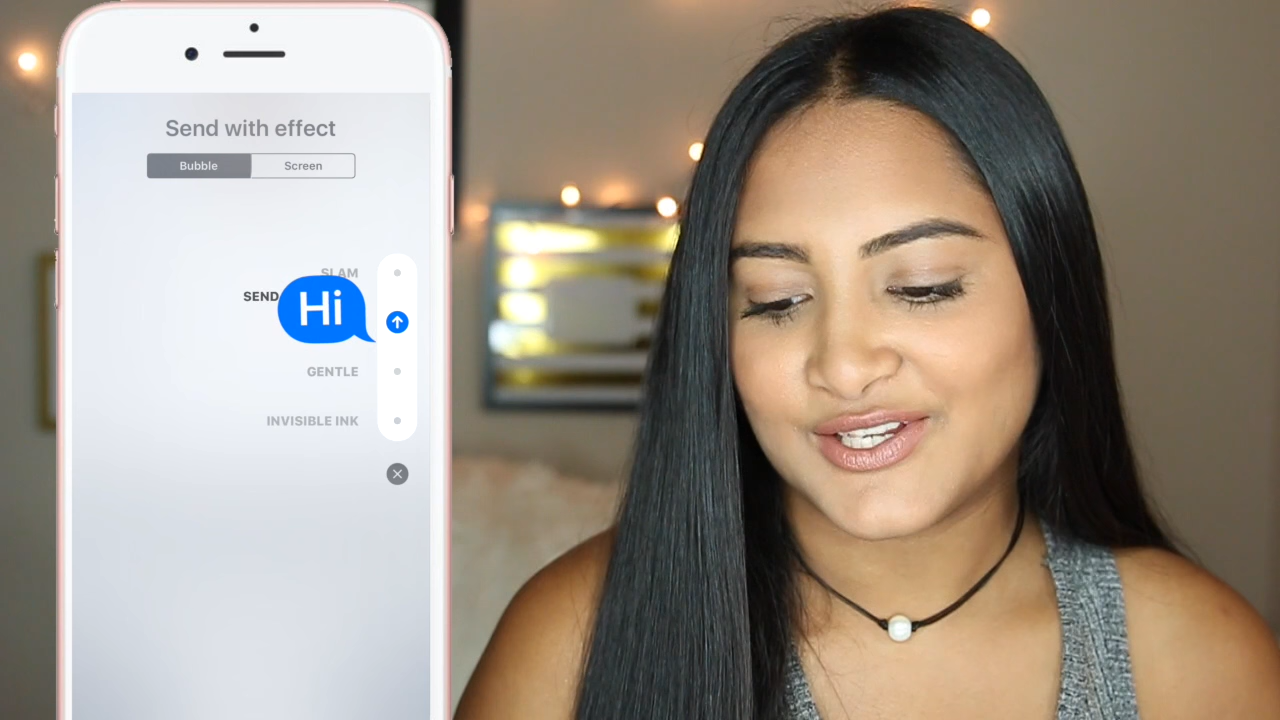 Send with effect
Bubble Screen
SLAM
SEND
Hi
GENTLE
INVISIBLE INK